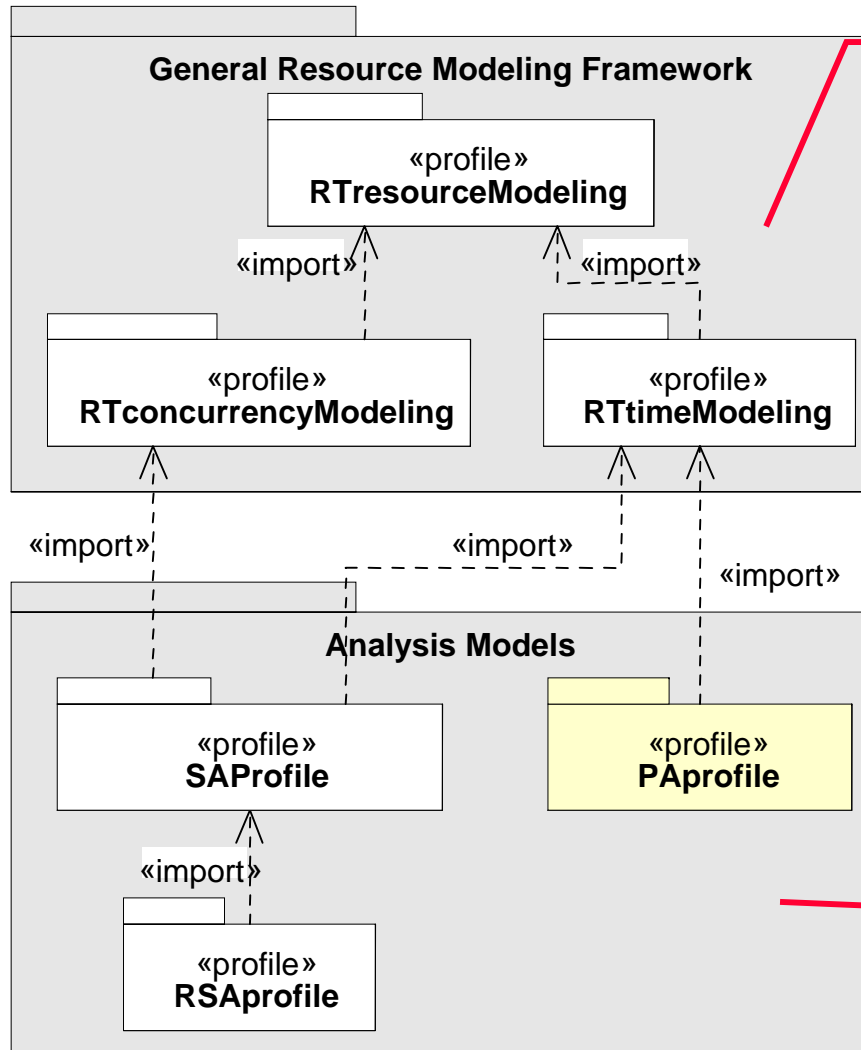 General Resource Modeling Framework
«profile»
RTresourceModeling
«import»
«import»
«profile»
RTconcurrencyModeling
«profile»
RTtimeModeling
«import»
«import»
«import»
Analysis Models
«profile»
SAProfile
«profile»
PAprofile
«import»
«profile»
RSAprofile